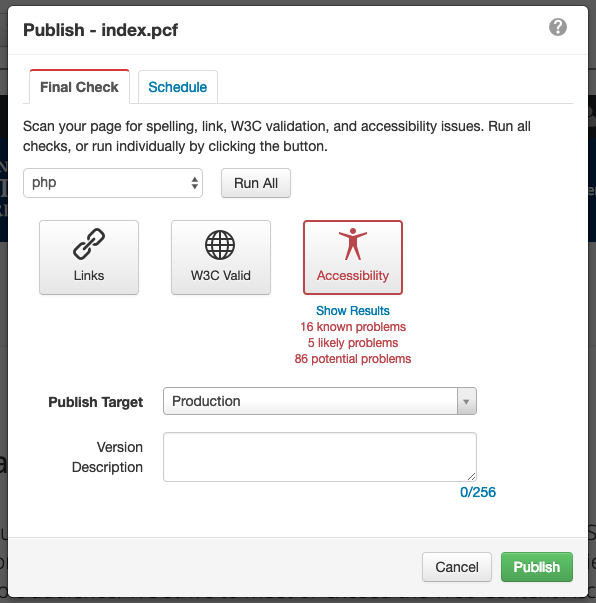 Publish - index.pcf
Final Check
Schedule
Scan your page for spelling, link, W3C validation, and accessibility issues. Run all
checks, or run individually by clicking the button.
php
Run All
Links
W3C Valid
Accessibility
Show Results
16 known problems
5 likely problems
86 potential problems
Publish Target
Production
Version
Description
0/256
Cancel
Publish